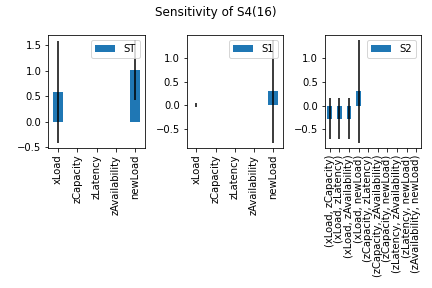 Sensitivity of S4(16)
ST
1.5
1.0
0.5
0.0
−0.5
xLoad
zCapacity
zLatency
zAvailability
newLoad
S1
1.0
0.5
0.0
−0.5
xLoad
zCapacity
zLatency
zAvailability
newLoad
S2
1.0
0.5
0.0
−0.5
(xLoad, zCapacity)
(xLoad, zLatency)
(xLoad, zAvailability)
(xLoad, newLoad)
(zCapacity, zLatency)
(zCapacity, zAvailability)
(zCapacity, newLoad)
(zLatency, zAvailability)
(zLatency, newLoad)
(zAvailability, newLoad)